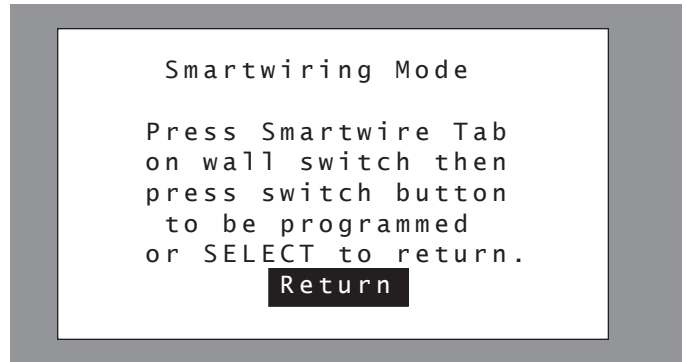 Smartwiring Mode
Press Smartwire Tab
on wall switch then
press switch button
to be programmed
or SELECT to return.
Return